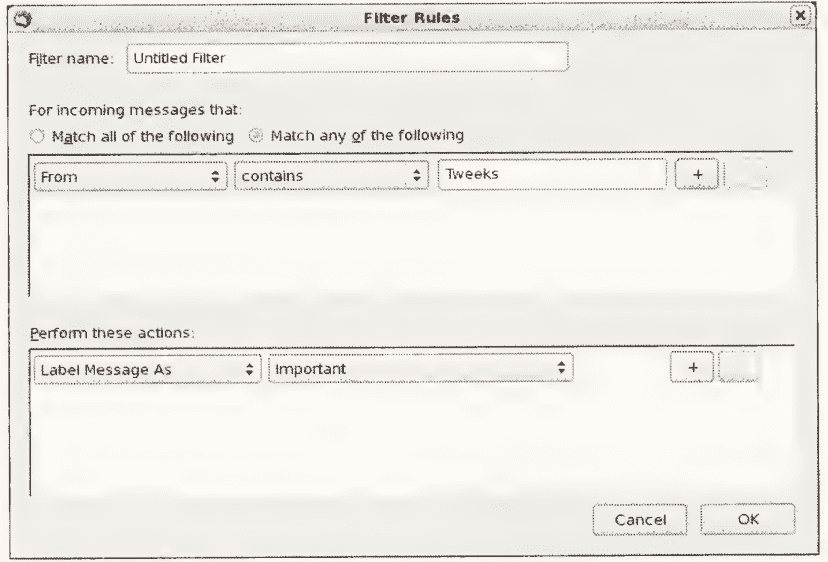 Filter Rules
Filter name: Untitled Filter
For incoming messages that:
Match all of the following Match any of the following
From contains Tweeks +
Perform these actions:
Label Message As Important +
Cancel OK